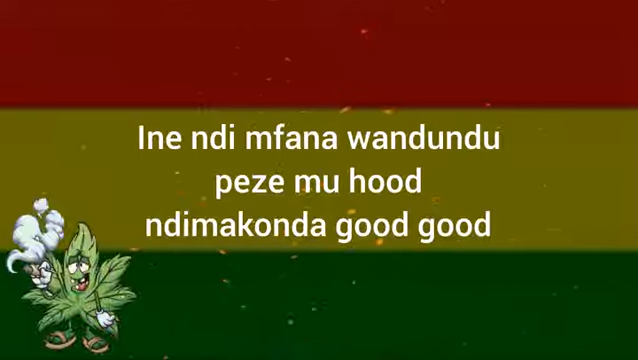 Ine ndi mfana wandundu
peze mu hood
ndimakonda good good